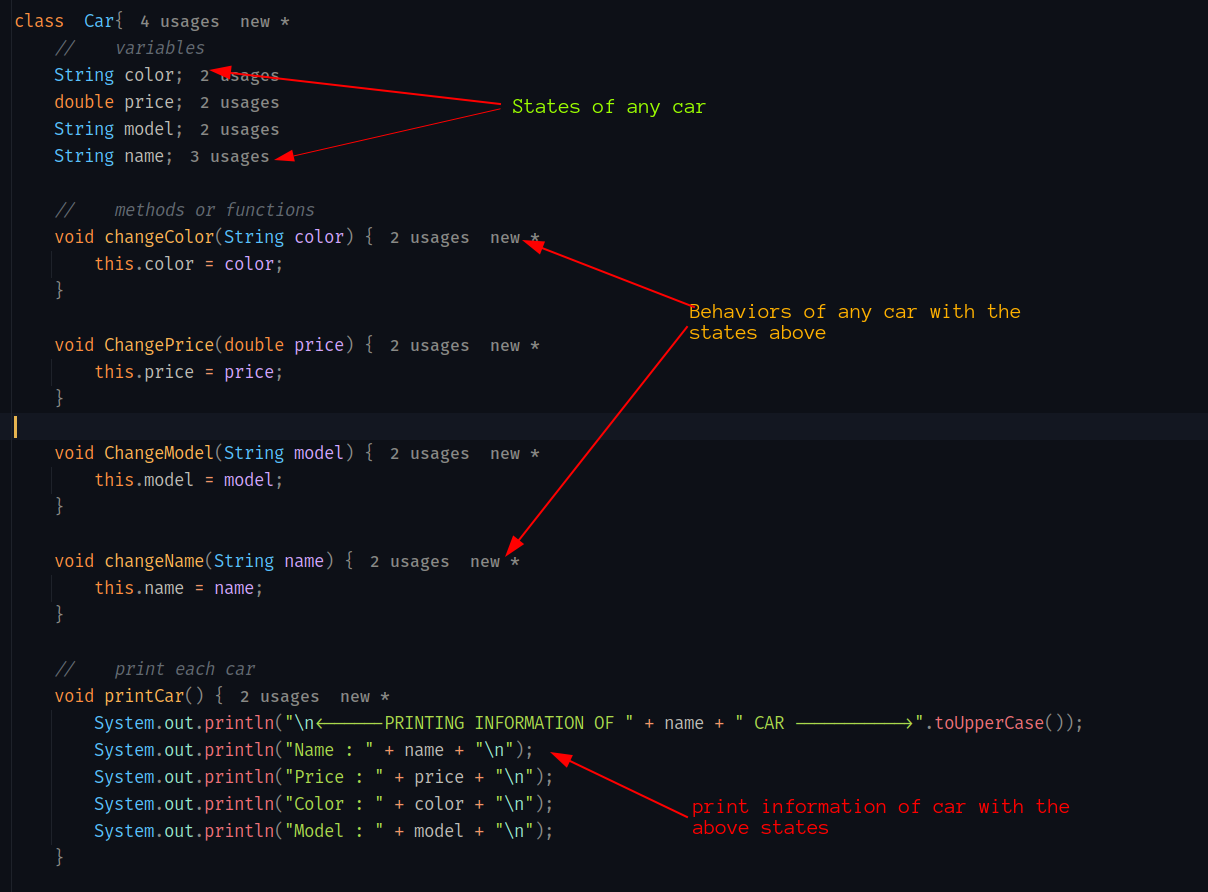 class  Car{  4 usages  new *
//    variables
String color;  2 usages
double price;  2 usages
States of any car
String model;  2 usages
String name;  3 usages
//    methods or functions
void changeColor(String color) {  2 usages  new *
this.color = color;
}
Behaviors of any car with the
states above
void ChangePrice(double price) {  2 usages  new *
this.price = price;
}
void ChangeModel(String model) {  2 usages  new *
this.model = model;
}
void changeName(String name) {  2 usages  new *
this.name = name;
}
//    print each car
void printCar() {  2 usages  new *
System.out.println("\n<------PRINTING INFORMATION OF " + name + " CAR ----------->".toUpperCase());
System.out.println("Name : " + name + "\n");
System.out.println("Price : " + price + "\n");
System.out.println("Color : " + color + "\n");
System.out.println("Model : " + model + "\n");
}
print information of car with the
above states